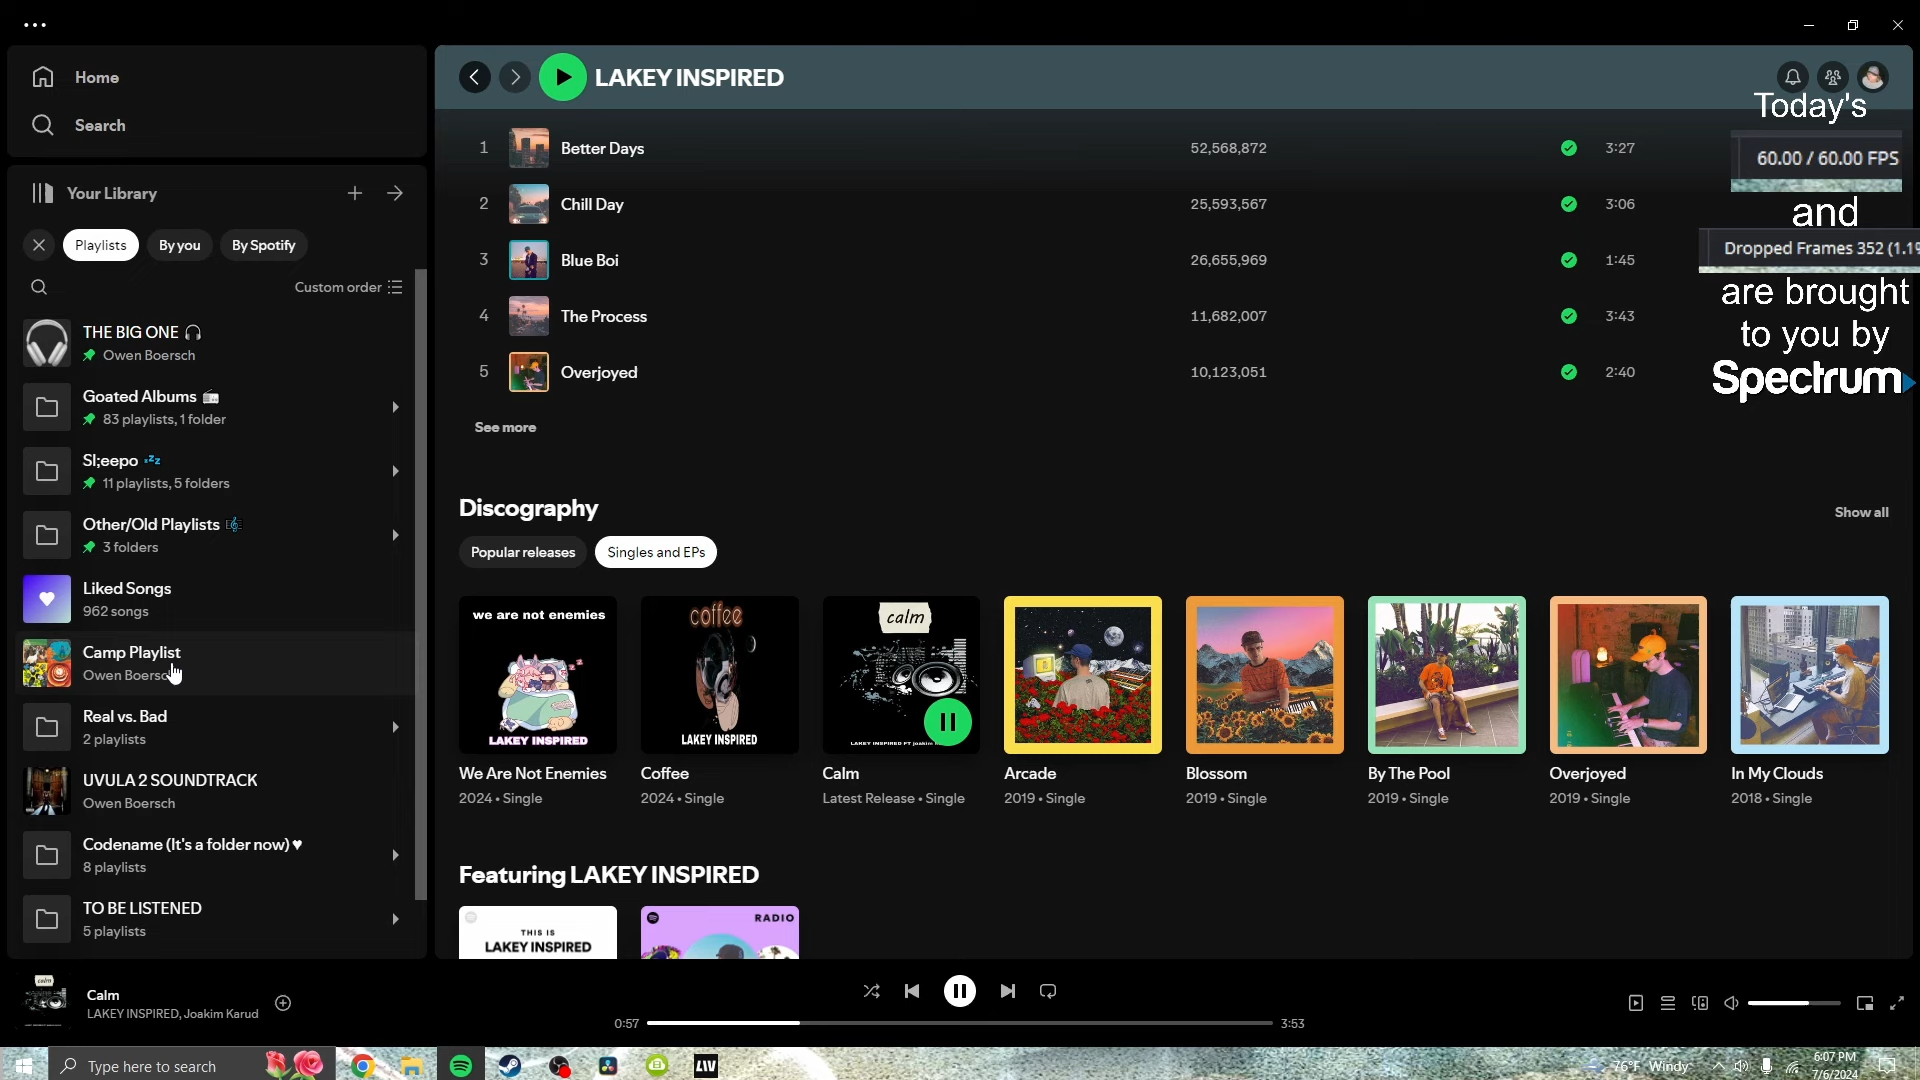 Home
Search
Your Library
Playlists
By you
By Spotify
Custom order
THE BIG ONE 🎧
Owen Boersch
Goated Albums 📻
83 playlists, 1 folder
Sl;eepo 💤
11 playlists, 5 folders
Other/Old Playlists 🎼
3 folders
Liked Songs
962 songs
Camp Playlist
Owen
Real vs. Bad
2 playlists
UVULA 2 SOUNDTRACK
Owen Boersch
Codename (It's a folder now) ♥
8 playlists
TO BE LISTENED
5 playlists
LAKEY INSPIRED
1 Better Days 52,568,872 3:27
2 Chill Day 25,593,567 3:06
3 Blue Boi 26,655,969 1:45
4 The Process 11,682,007 3:43
5 Overjoyed 10,123,051 2:40
See more
Today's
60.00 / 60.00 FPS
and
Dropped Frames 352 (1.19
are brought
to you by
Spectrum
Discography
Show all
Popular releases
Singles and EPs
we are not enemies
LAKEY INSPIRED
We Are Not Enemies
2024 • Single
coffee
LAKEY INSPIRED
Coffee
2024 • Single
calm
LAKEY INSPIRED FT joakim
Calm
Latest Release • Single
Arcade
2019 • Single
Blossom
2019 • Single
By The Pool
2019 • Single
Overjoyed
2019 • Single
In My Clouds
2018 • Single
Featuring LAKEY INSPIRED
THIS IS
LAKEY INSPIRED
RADIO
calm
Calm
LAKEY INSPIRED, Joakim Karud
0:57
3:53
Type here to search
LIV
76°F Windy
6:07 PM
7/6/2024